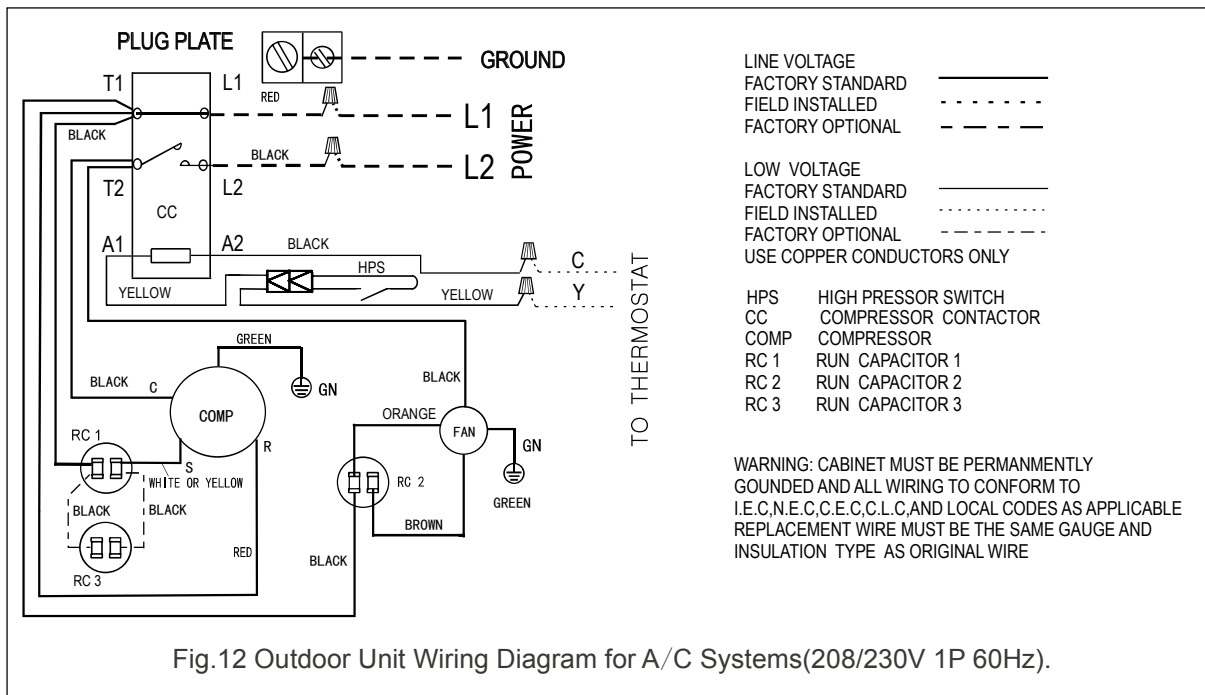 PLUG PLATE
GROUND
T1
L1
RED
L1
BLACK
BLACK
L2
POWER
T2
L2
CC
A1
A2
BLACK
C
HPS
YELLOW
YELLOW
Y
TO THERMOSTAT
GREEN
GN
BLACK
C
COMP
BLACK
ORANGE
FAN
GN
RC 1
R
S
WHITE OR YELLOW
RC 2
GREEN
BLACK
BLACK
BROWN
RED
BLACK
RC 3
LINE VOLTAGE
FACTORY STANDARD
FIELD INSTALLED
FACTORY OPTIONAL
LOW VOLTAGE
FACTORY STANDARD
FIELD INSTALLED
FACTORY OPTIONAL
USE COPPER CONDUCTORS ONLY
HPS HIGH PRESSOR SWITCH
CC COMPRESSOR CONTACTOR
COMP COMPRESSOR
RC 1 RUN CAPACITOR 1
RC 2 RUN CAPACITOR 2
RC 3 RUN CAPACITOR 3
WARNING: CABINET MUST BE PERMANMENTLY
GOUNDED AND ALL WIRING TO CONFORM TO
I.E.C,N.E.C,C.E.C,C.L.C,AND LOCAL CODES AS APPLICABLE
REPLACEMENT WIRE MUST BE THE SAME GAUGE AND
INSULATION TYPE AS ORIGINAL WIRE
Fig.12 Outdoor Unit Wiring Diagram for A/C Systems(208/230V 1P 60Hz).